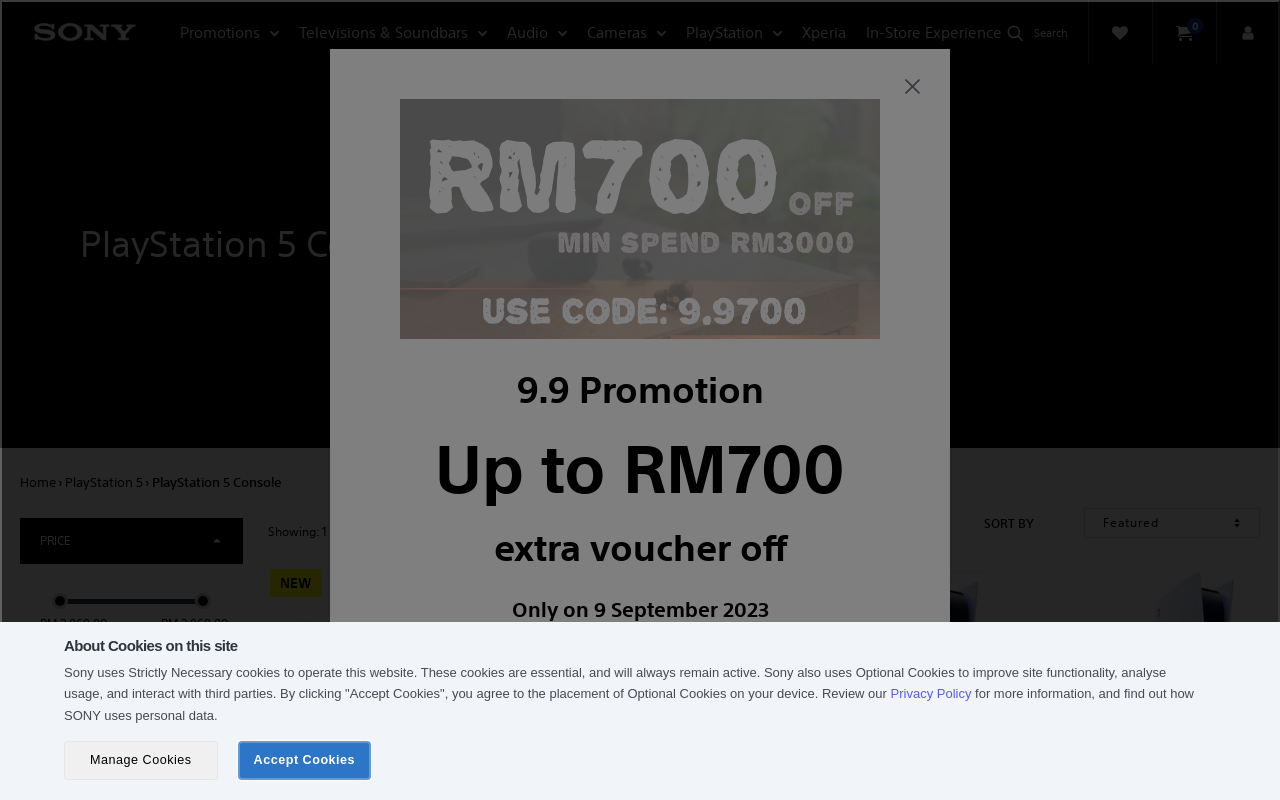 SONY
Promotions
Televisions & Soundbars
Audio
Cameras
PlayStation
Xperia
In-Store Experience
Search
0
RM700 OFF
MIN SPEND RM3000
USE CODE: 9.9700
PlayStation 5 Co
9.9 Promotion
Up to RM700
extra voucher off
Only on 9 September 2023
Home › PlayStation 5 › PlayStation 5 Console
PRICE
Showing: 1
SORT BY
Featured
NEW
About Cookies on this site
Sony uses Strictly Necessary cookies to operate this website. These cookies are essential, and will always remain active. Sony also uses Optional Cookies to improve site functionality, analyse
usage, and interact with third parties. By clicking "Accept Cookies", you agree to the placement of Optional Cookies on your device. Review our Privacy Policy for more information, and find out how
SONY uses personal data.
Manage Cookies
Accept Cookies